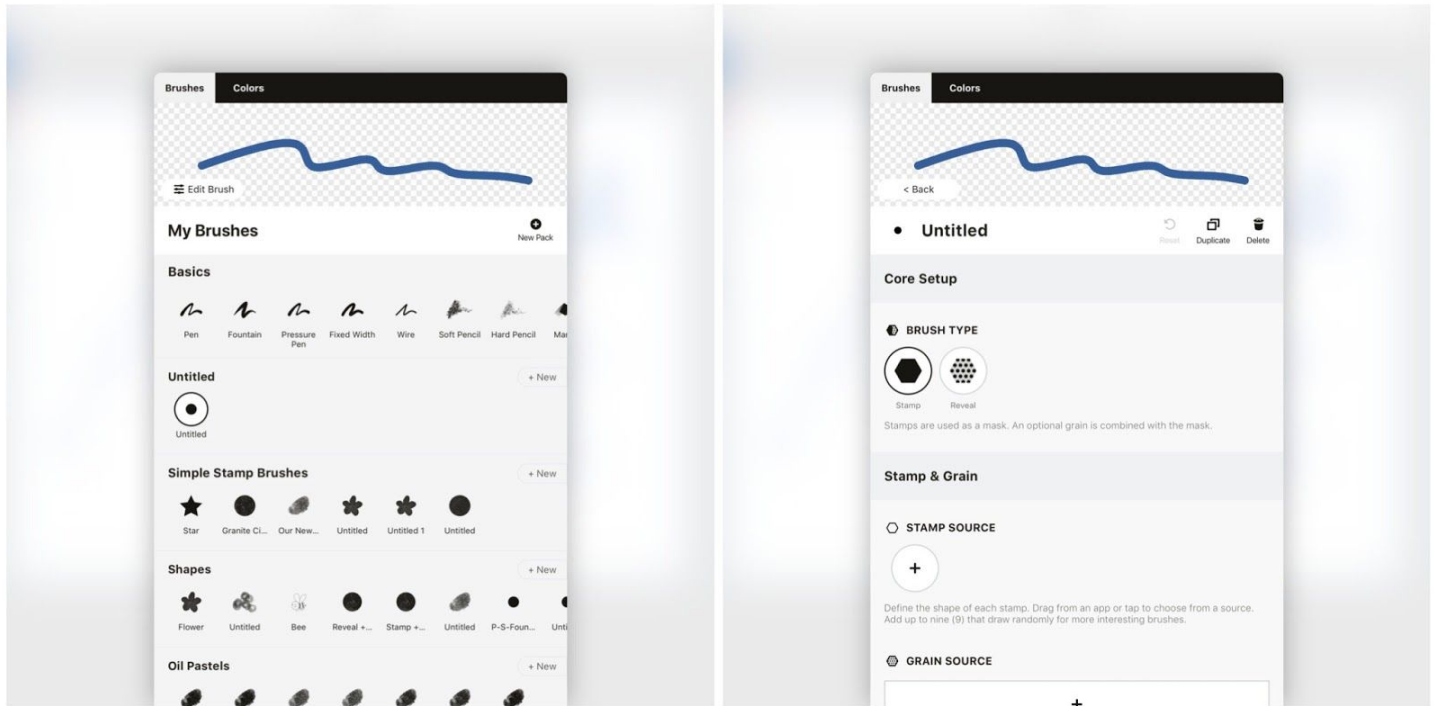 Brushes Colors
Edit Brush
My Brushes
New Pack
Basics
Pen Fountain Pressure Pen Fixed Width Wire Soft Pencil Hard Pencil Mar
Untitled + New
Untitled
Simple Stamp Brushes + New
Star Granite Ci... Our New... Untitled Untitled 1 Untitled
Shapes + New
Flower Untitled Bee Reveal +... Stamp +... Untitled P-S-Foun... Unti
Oil Pastels + New
Brushes Colors
< Back
Untitled
Reset Duplicate Delete
Core Setup
BRUSH TYPE
Stamp Reveal
Stamps are used as a mask. An optional grain is combined with the mask.
Stamp & Grain
STAMP SOURCE
+
Define the shape of each stamp. Drag from an app or tap to choose from a source.
Add up to nine (9) that draw randomly for more interesting brushes.
GRAIN SOURCE
+